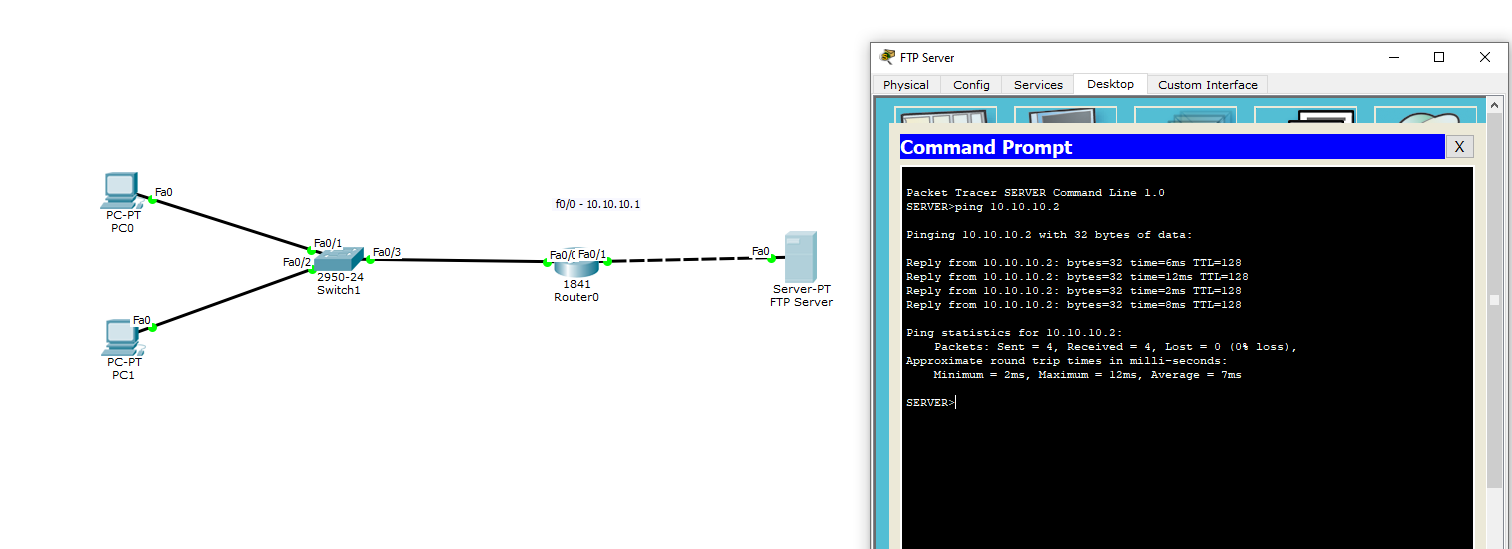 Fa0
PC-PT
PC0
Fa0/1
Fa0/2
Fa0/3
2950-24
Switch1
Fa0
PC-PT
PC1
f0/0 - 10.10.10.1
Fa0/1
1841
Router0
Fa0
Server-PT
FTP Server
FTP Server
Physical Config Services Desktop Custom Interface
Command Prompt X
Packet Tracer SERVER Command Line 1.0
SERVER>ping 10.10.10.2
Pinging 10.10.10.2 with 32 bytes of data:
Reply from 10.10.10.2: bytes=32 time=6ms TTL=128
Reply from 10.10.10.2: bytes=32 time=12ms TTL=128
Reply from 10.10.10.2: bytes=32 time=2ms TTL=128
Reply from 10.10.10.2: bytes=32 time=8ms TTL=128
Ping statistics for 10.10.10.2:
Packets: Sent = 4, Received = 4, Lost = 0 (0% loss),
Approximate round trip times in milli-seconds:
Minimum = 2ms, Maximum = 12ms, Average = 7ms
SERVER>